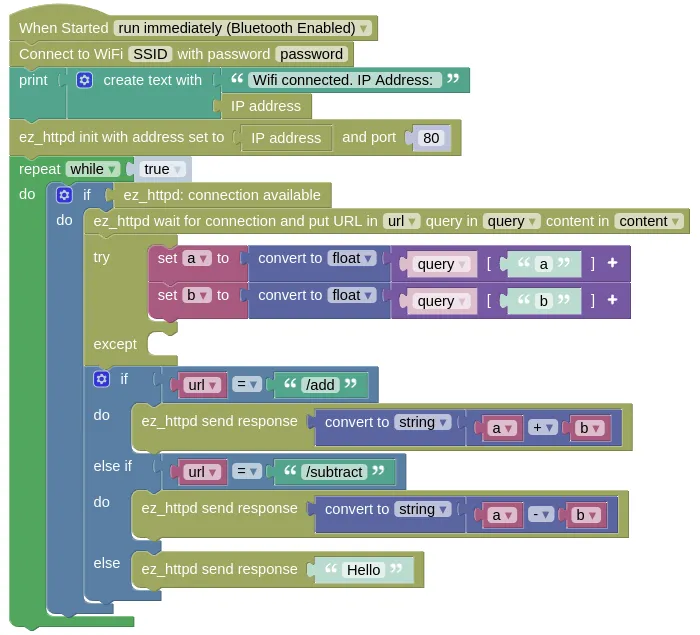 When Started run immediately (Bluetooth Enabled) ▾
Connect to WiFi SSID with password password
print create text with “ Wifi connected. IP Address: ”
IP address
ez_httpd init with address set to IP address and port 80
repeat while ▾ true ▾
do if ez_httpd: connection available
do ez_httpd wait for connection and put URL in url ▾ query in query ▾ content in content ▾
try set a ▾ to convert to float ▾ query ▾ [ “ a ” ] +
set b ▾ to convert to float ▾ query ▾ [ “ b ” ] +
except
if url ▾ = ▾ “ /add ”
do ez_httpd send response convert to string ▾ a ▾ + ▾ b ▾
else if url ▾ = ▾ “ /subtract ”
do ez_httpd send response convert to string ▾ a ▾ - ▾ b ▾
else ez_httpd send response “ Hello ”